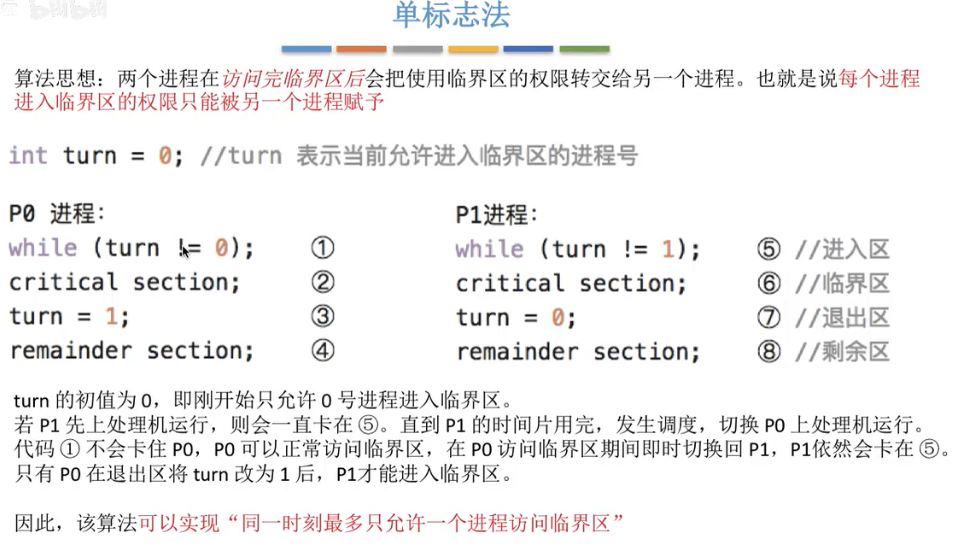 单标志法
算法思想：两个进程在访问完临界区后会把使用临界区的权限转交给另一个进程。也就是说每个进程
进入临界区的权限只能被另一个进程赋予
int turn = 0; //turn 表示当前允许进入临界区的进程号
P0 进程：
while (turn != 0); ①
critical section; ②
turn = 1; ③
remainder section; ④
P1进程：
while (turn != 1); ⑤ //进入区
critical section; ⑥ //临界区
turn = 0; ⑦ //退出区
remainder section; ⑧ //剩余区
turn 的初值为 0，即刚开始只允许 0 号进程进入临界区。
若 P1 先上处理机运行，则会一直卡在 ⑤。直到 P1 的时间片用完，发生调度，切换 P0 上处理机运行。
代码 ① 不会卡住 P0，P0 可以正常访问临界区，在 P0 访问临界区期间即时切换回 P1，P1依然会卡在 ⑤。
只有 P0 在退出区将 turn 改为 1 后，P1才能进入临界区。
因此，该算法可以实现“同一时刻最多只允许一个进程访问临界区”